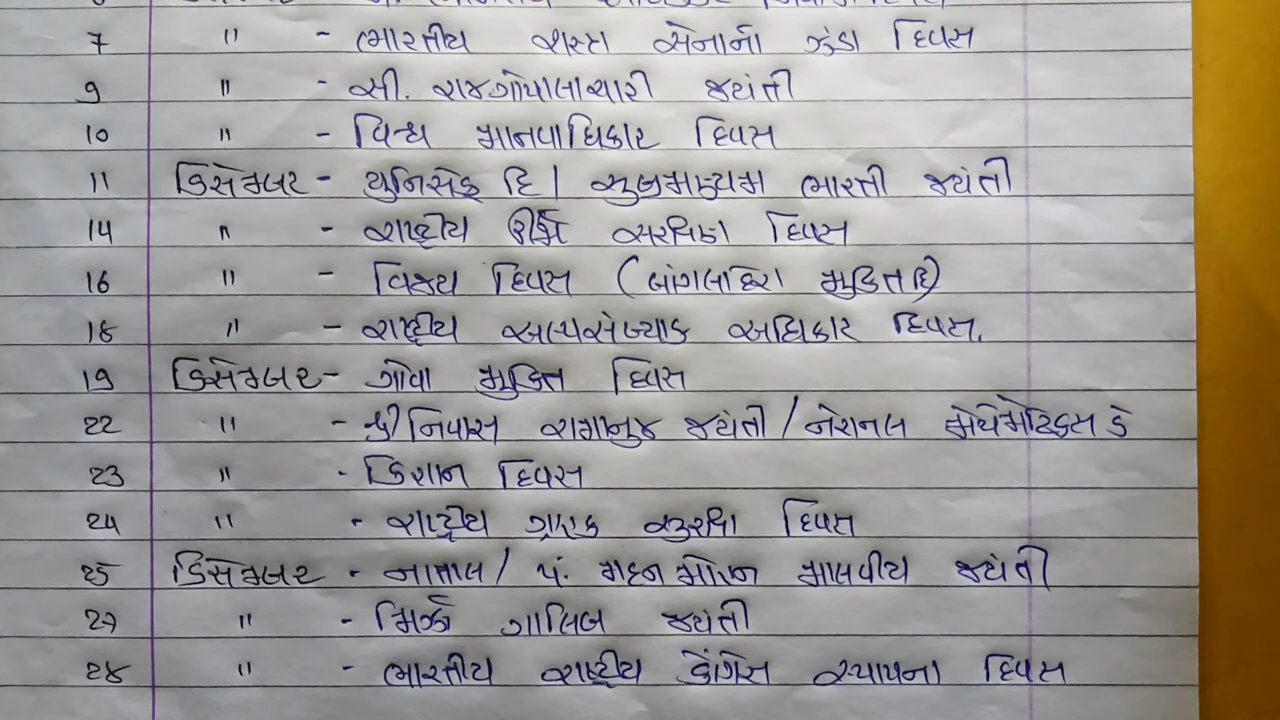 7 " - ભારતીય શસ્ત્ર સેનાનો ઝંડા દિવસ
9 " - સી. રાજગોપાલાચારી જયંતી
10 " - વિશ્વ માનવાધિકાર દિવસ
11 ડિસેમ્બર - યુનિસેફ દિ / સુબ્રમણ્યમ ભારતી જયંતી
14 " - રાષ્ટ્રીય ઊર્જા સંરક્ષણ દિવસ
16 " - વિજય દિવસ (બાંગલાદેશ મુક્તિ દિ)
18 " - રાષ્ટ્રીય અલ્પસંખ્યાક અધિકાર દિવસ.
19 ડિસેમ્બર - ગોવા મુક્તિ દિવસ
22 " - શ્રીનિવાસ રામાનુજ જયંતી / નેશનલ મેથેમેટિક્સ ડે
23 " - કિશાન દિવસ
24 " - રાષ્ટ્રીય ગ્રાહક સુરક્ષા દિવસ
25 ડિસેમ્બર - નાતાલ / પં. મદન મોહન માલવીય જયંતી
27 " - મિર્ઝા ગાલિબ જયંતી
28 " - ભારતીય રાષ્ટ્રીય કોંગ્રેસ સ્થાપના દિવસ